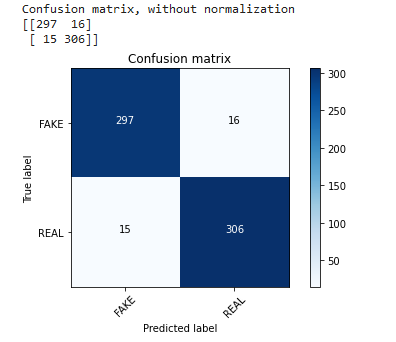 Confusion matrix, without normalization
[[297  16]
 [ 15 306]]
Confusion matrix
FAKE
297
16
300
250
200
True label
150
REAL
15
306
100
50
FAKE
REAL
Predicted label